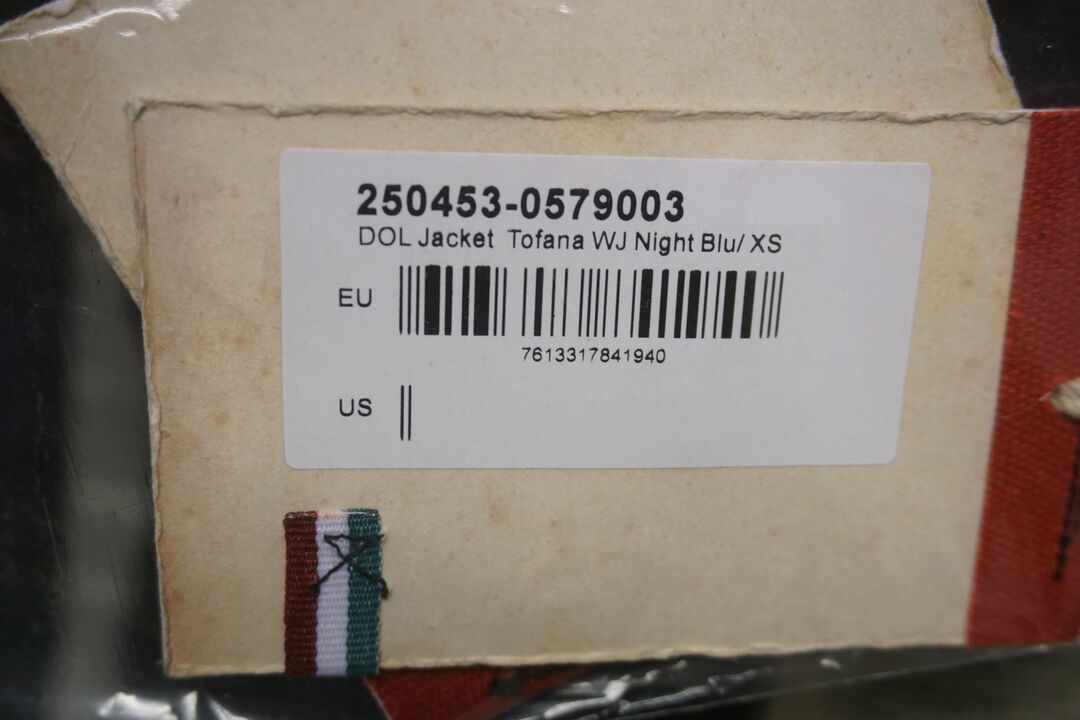 250453-0579003
DOL Jacket Tofana WJ Night Blu/ XS
EU
7613317841940
US